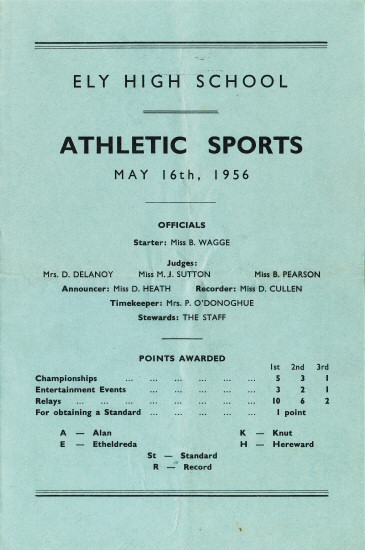 ELY HIGH SCHOOL
ATHLETIC SPORTS
MAY 16th, 1956
OFFICIALS
Starter: Miss B. WAGGE
Judges:
Mrs. D. DELANOY Miss M. J. SUTTON Miss B. PEARSON
Announcer: Miss D. HEATH Recorder: Miss D. CULLEN
Timekeeper: Mrs. P. O'DONOGHUE
Stewards: THE STAFF
POINTS AWARDED
1st 2nd 3rd
Championships ... ... ... ... ... ... 5 3 1
Entertainment Events ... ... ... ... ... 3 2 1
Relays ... ... ... ... ... ... ... ... 10 6 2
For obtaining a Standard ... ... ... ... ... 1 point
A — Alan K — Knut
E — Etheldreda H — Hereward
St — Standard
R — Record